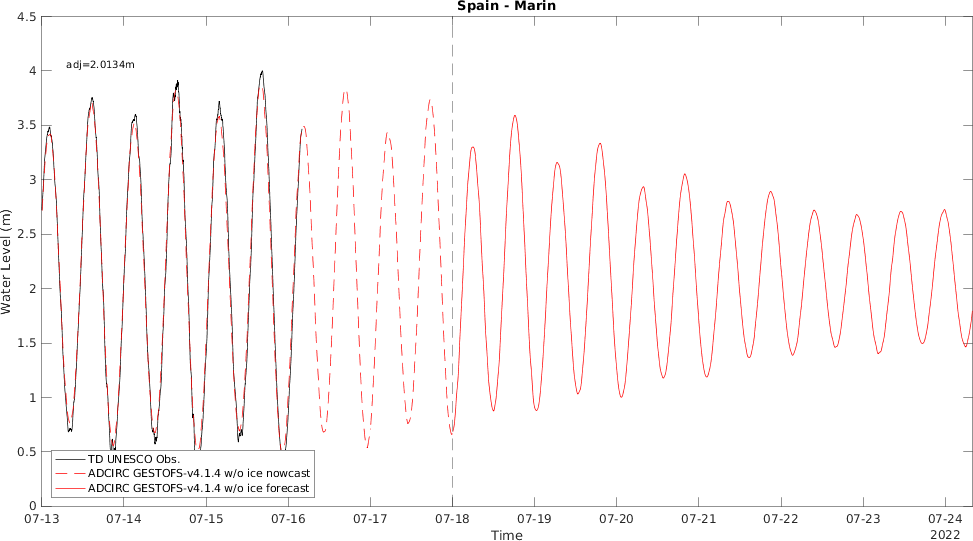 Spain - Marin
adj=2.0134m
Water Level (m)
4.5
4
3.5
3
2.5
2
1.5
1
0.5
0
TD UNESCO Obs.
ADCIRC GESTOFS-v4.1.4 w/o ice nowcast
ADCIRC GESTOFS-v4.1.4 w/o ice forecast
07-13 07-14 07-15 07-16 07-17 07-18 07-19 07-20 07-21 07-22 07-23 07-24
Time
2022